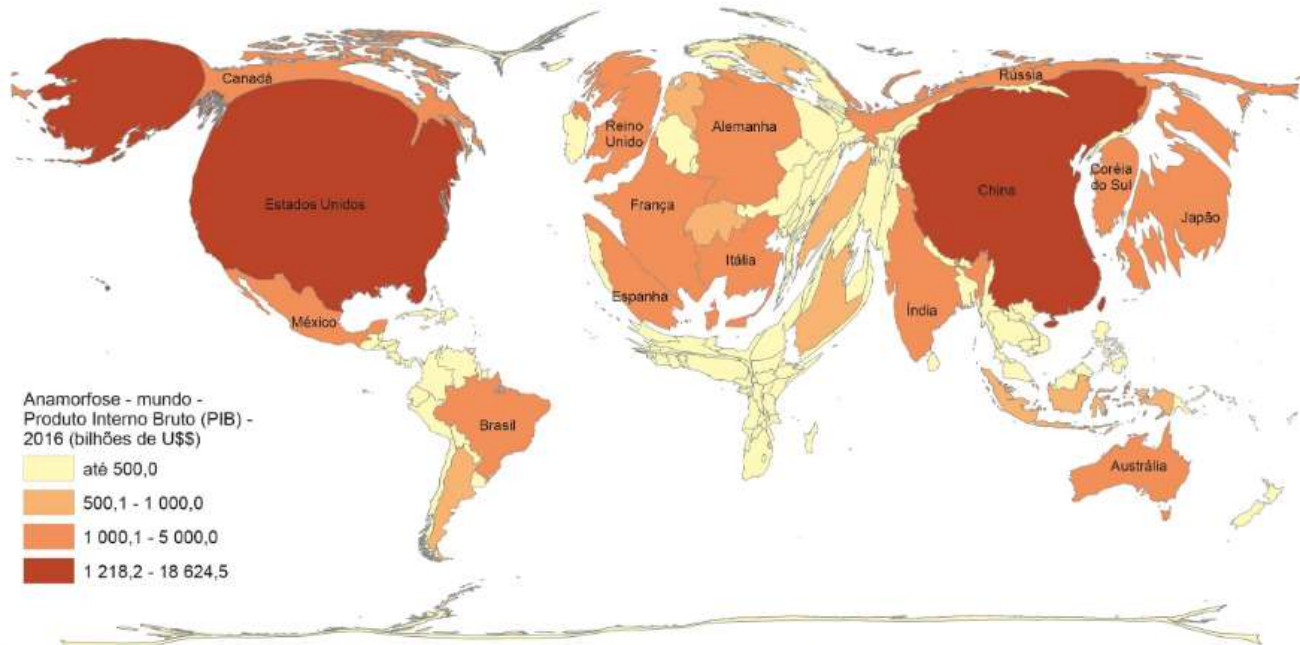 Canadá
Rússia
Reino
Unido
Alemanha
Coréia
do Sul
China
Estados Unidos
França
Japão
Itália
Espanha
Índia
México
Anamorfose - mundo -
Produto Interno Bruto (PIB) -
2016 (bilhões de U$$)
até 500,0
500,1 - 1 000,0
1 000,1 - 5 000,0
1 218,2 - 18 624,5
Brasil
Austrália